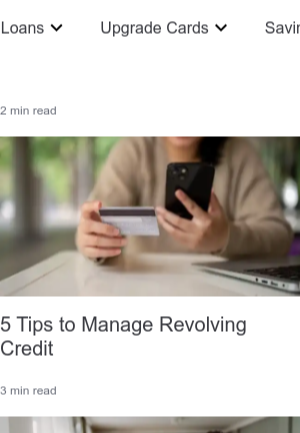 Loans Upgrade Cards
2 min read
5 Tips to Manage Revolving
Credit
3 min read